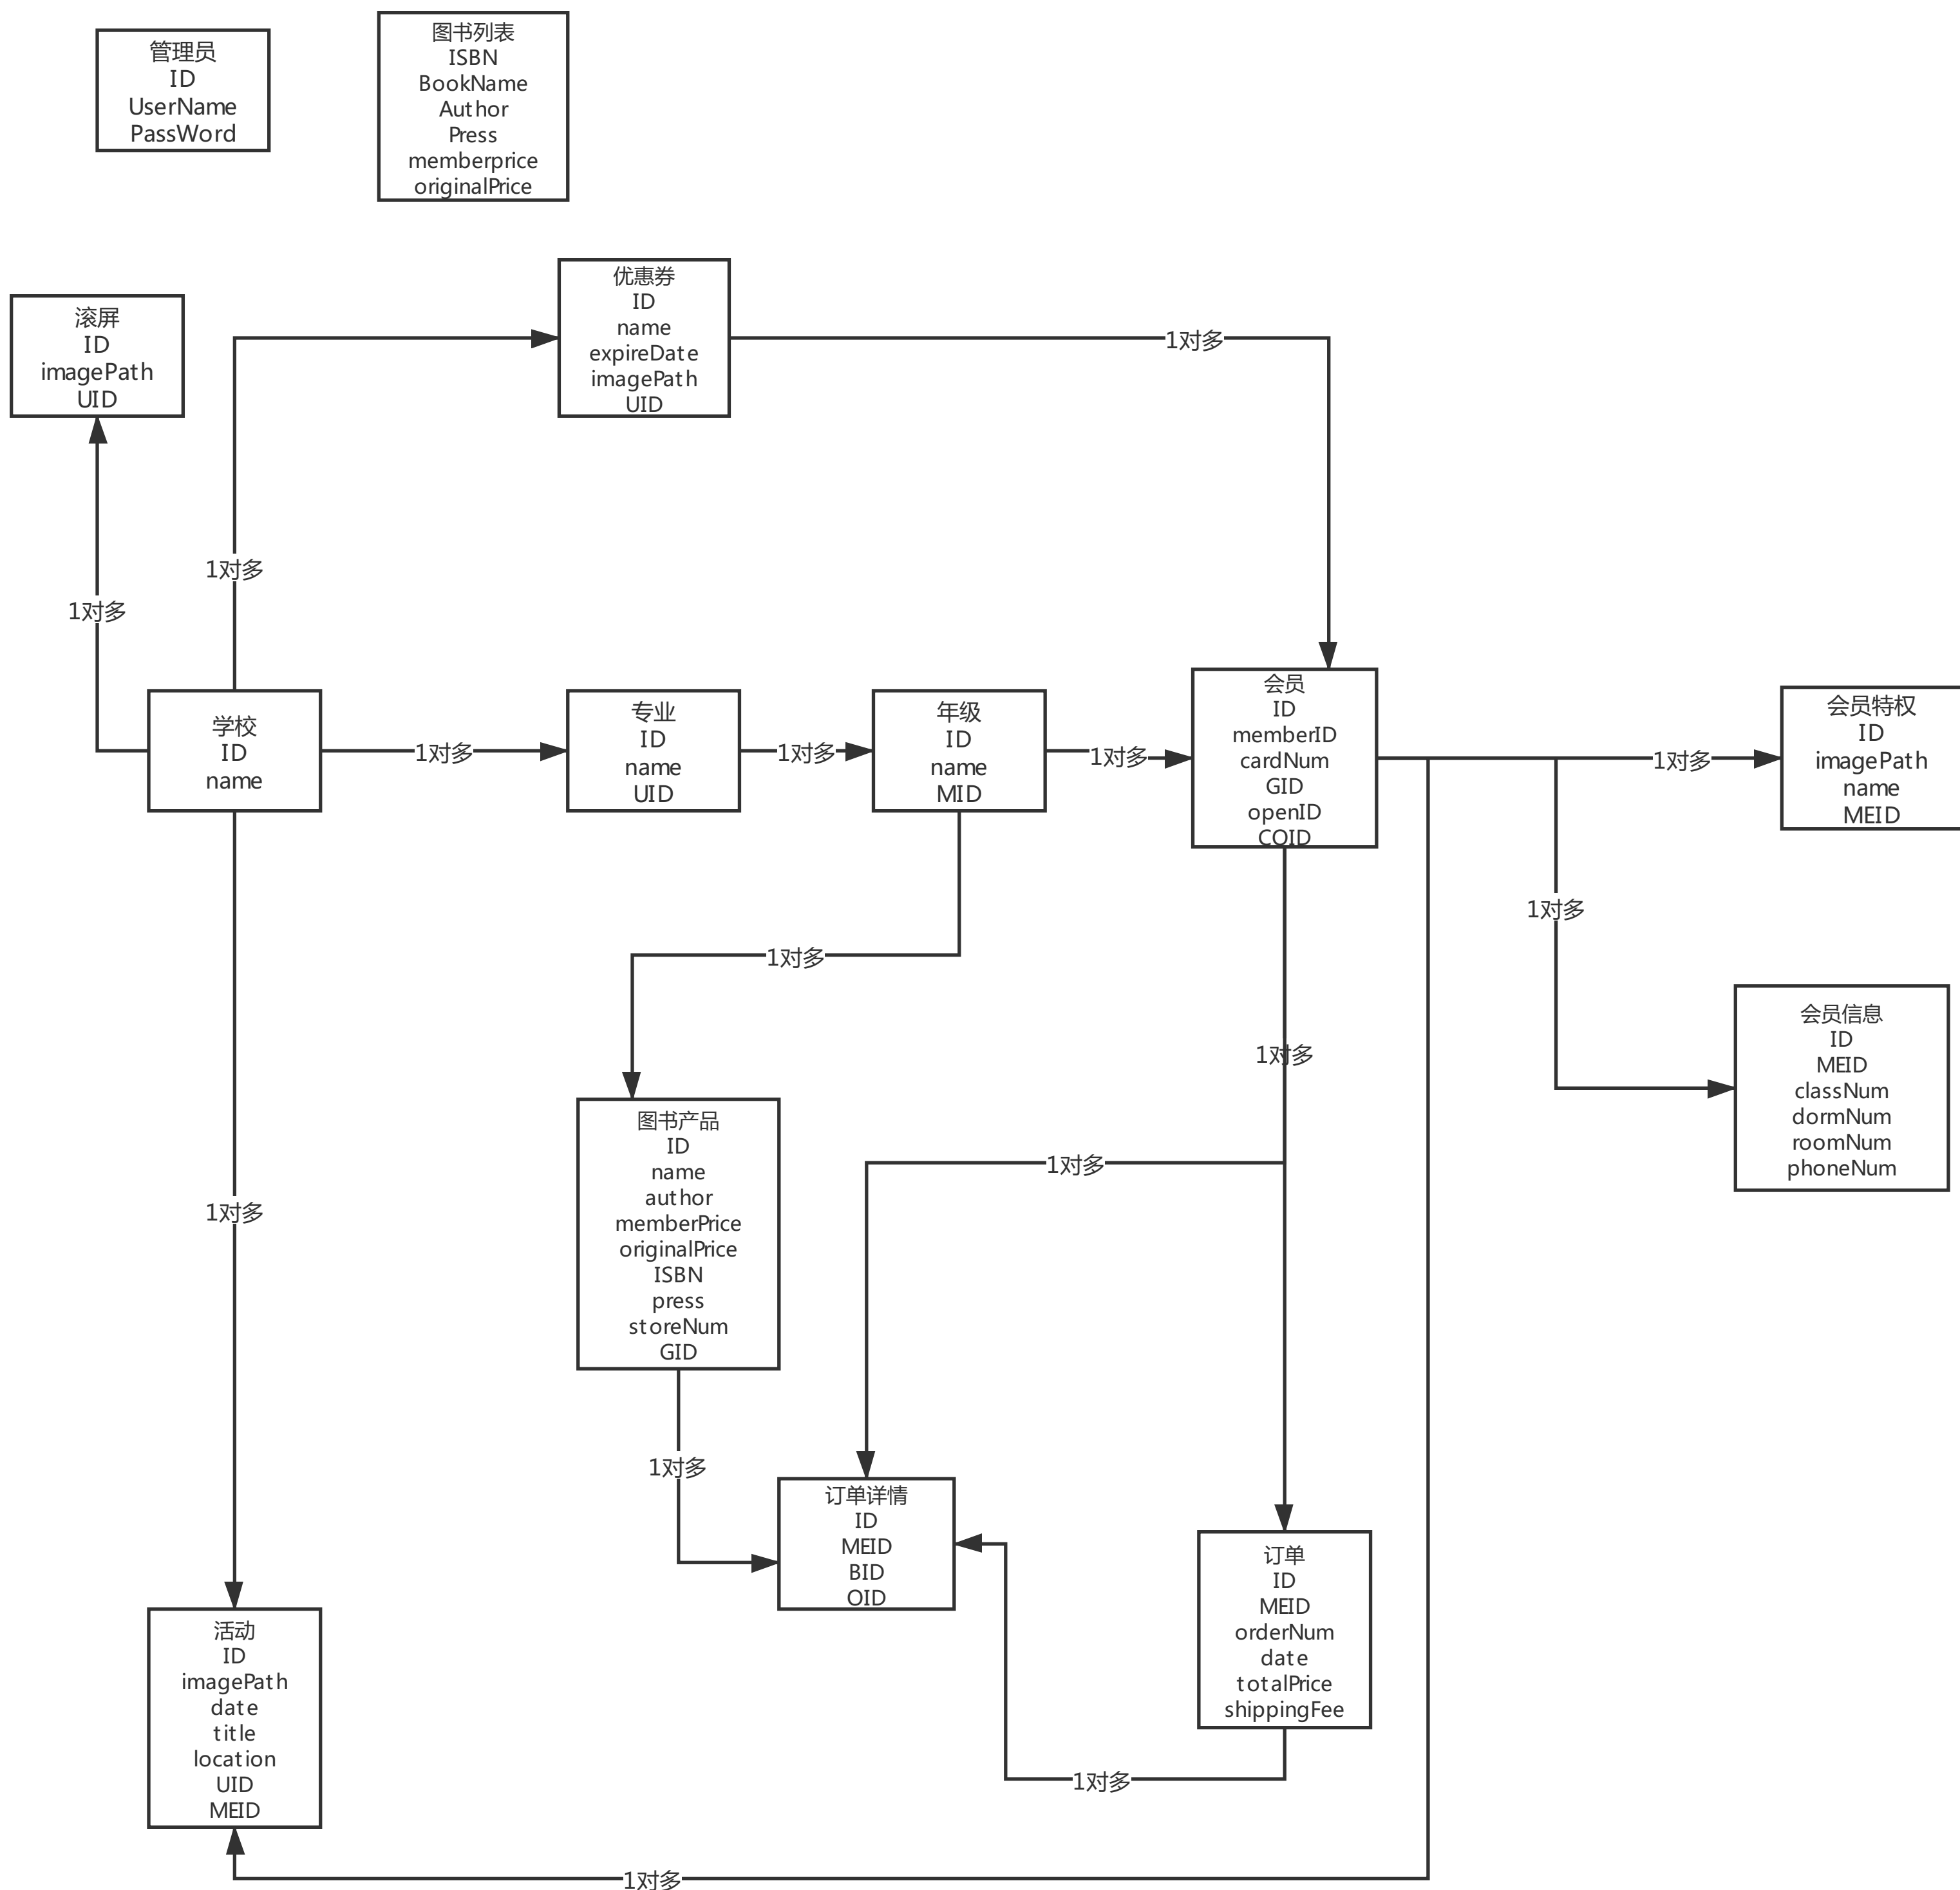 管理员
ID
UserName
PassWord
图书列表
ISBN
BookName
Author
Press
memberprice
originalPrice
滚屏
ID
imagePath
UID
优惠券
ID
name
expireDate
imagePath
UID
1对多
1对多
1对多
学校
ID
name
1对多
专业
ID
name
UID
1对多
年级
ID
name
MID
1对多
会员
ID
memberID
cardNum
GID
openID
COID
1对多
会员特权
ID
imagePath
name
MEID
1对多
1对多
会员信息
ID
MEID
classNum
dormNum
roomNum
phoneNum
1对多
1对多
1对多
图书产品
ID
name
author
memberPrice
originalPrice
ISBN
press
storeNum
GID
1对多
订单详情
ID
MEID
BID
OID
订单
ID
MEID
orderNum
date
totalPrice
shippingFee
活动
ID
imagePath
date
title
location
UID
MEID
1对多
1对多